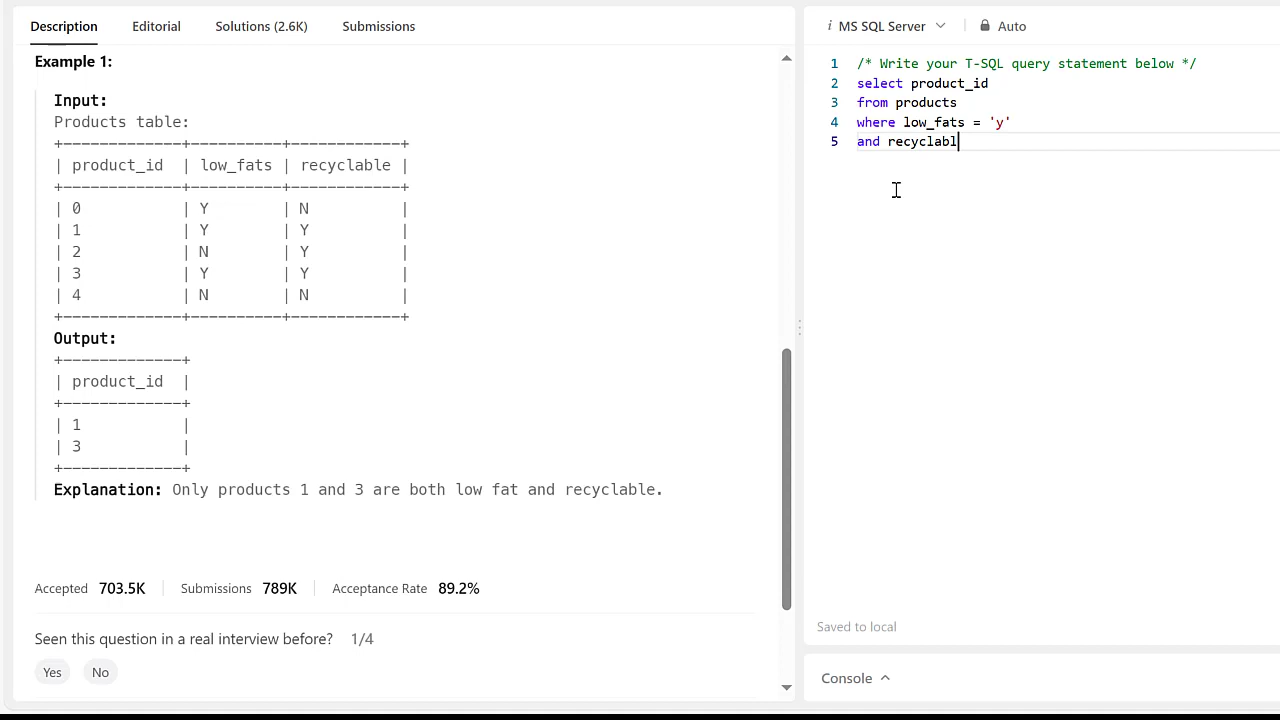 Description Editorial Solutions (2.6K) Submissions
Example 1:
Input:
Products table:
+-------------+----------+------------+
| product_id | low_fats | recyclable |
+-------------+----------+------------+
| 0 | Y | N |
| 1 | Y | Y |
| 2 | N | Y |
| 3 | Y | Y |
| 4 | N | N |
+-------------+----------+------------+
Output:
+-------------+
| product_id |
+-------------+
| 1 |
| 3 |
+-------------+
Explanation: Only products 1 and 3 are both low fat and recyclable.
Accepted 703.5K Submissions 789K Acceptance Rate 89.2%
Seen this question in a real interview before? 1/4
Yes No
i MS SQL Server Auto
1 /* Write your T-SQL query statement below */
2 select product_id
3 from products
4 where low_fats = 'y'
5 and recyclabl
Saved to local
Console